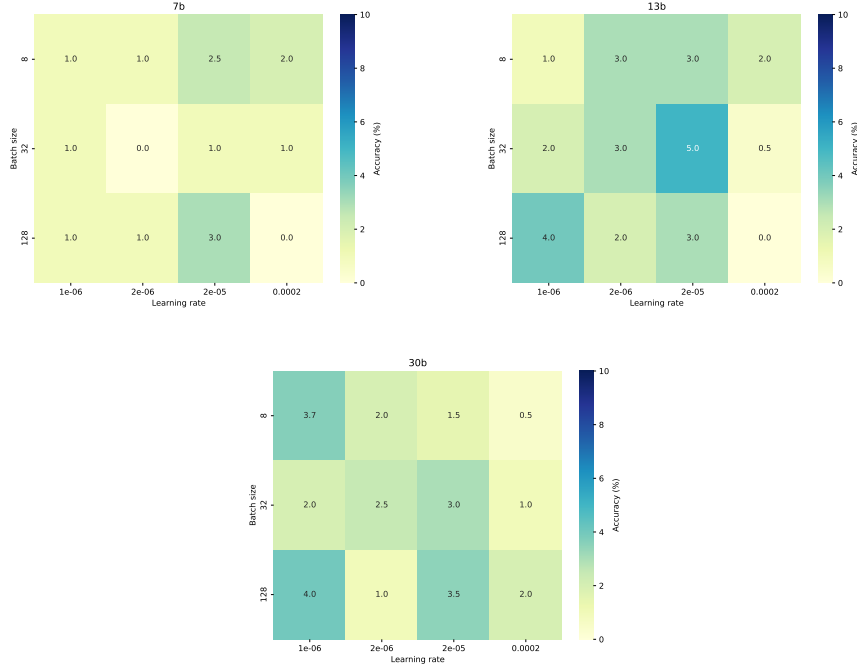 7b
8 1.0 1.0 2.5 2.0
32 1.0 0.0 1.0 1.0
128 1.0 1.0 3.0 0.0
1e-06 2e-06 2e-05 0.0002
Learning rate
Batch size
10
8
6
4
2
0
Accuracy (%)
13b
8 1.0 3.0 3.0 2.0
32 2.0 3.0 5.0 0.5
128 4.0 2.0 3.0 0.0
1e-06 2e-06 2e-05 0.0002
Learning rate
Batch size
10
8
6
4
2
0
Accuracy (%)
30b
8 3.7 2.0 1.5 0.5
32 2.0 2.5 3.0 1.0
128 4.0 1.0 3.5 2.0
1e-06 2e-06 2e-05 0.0002
Learning rate
Batch size
10
8
6
4
2
0
Accuracy (%)